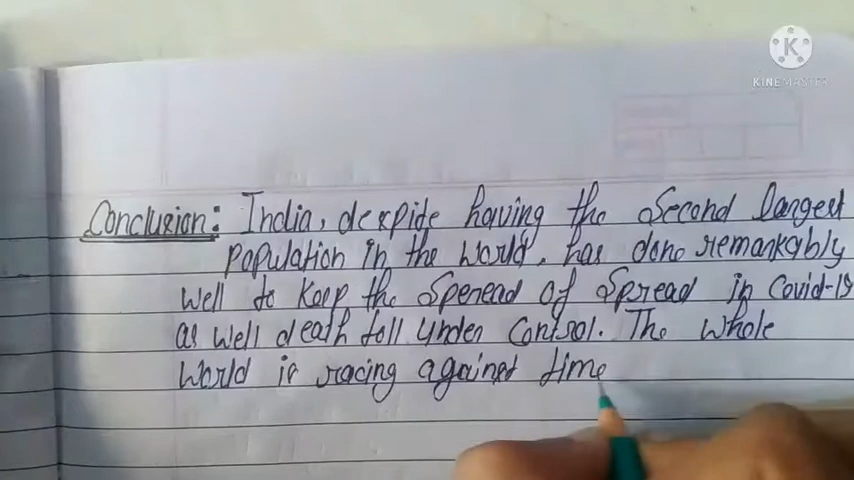 K
KINEMASTER
Conclusion: India, despite having the second largest
population in the world, has done remarkably
well to keep the spenead of spread in Covid-19
as well death toll under control. The whole
world is racing against time